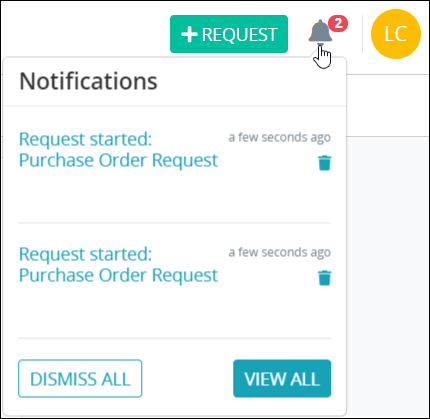 + REQUEST
2
LC
Notifications
Request started:
a few seconds ago
Purchase Order Request
Request started:
a few seconds ago
Purchase Order Request
DISMISS ALL
VIEW ALL